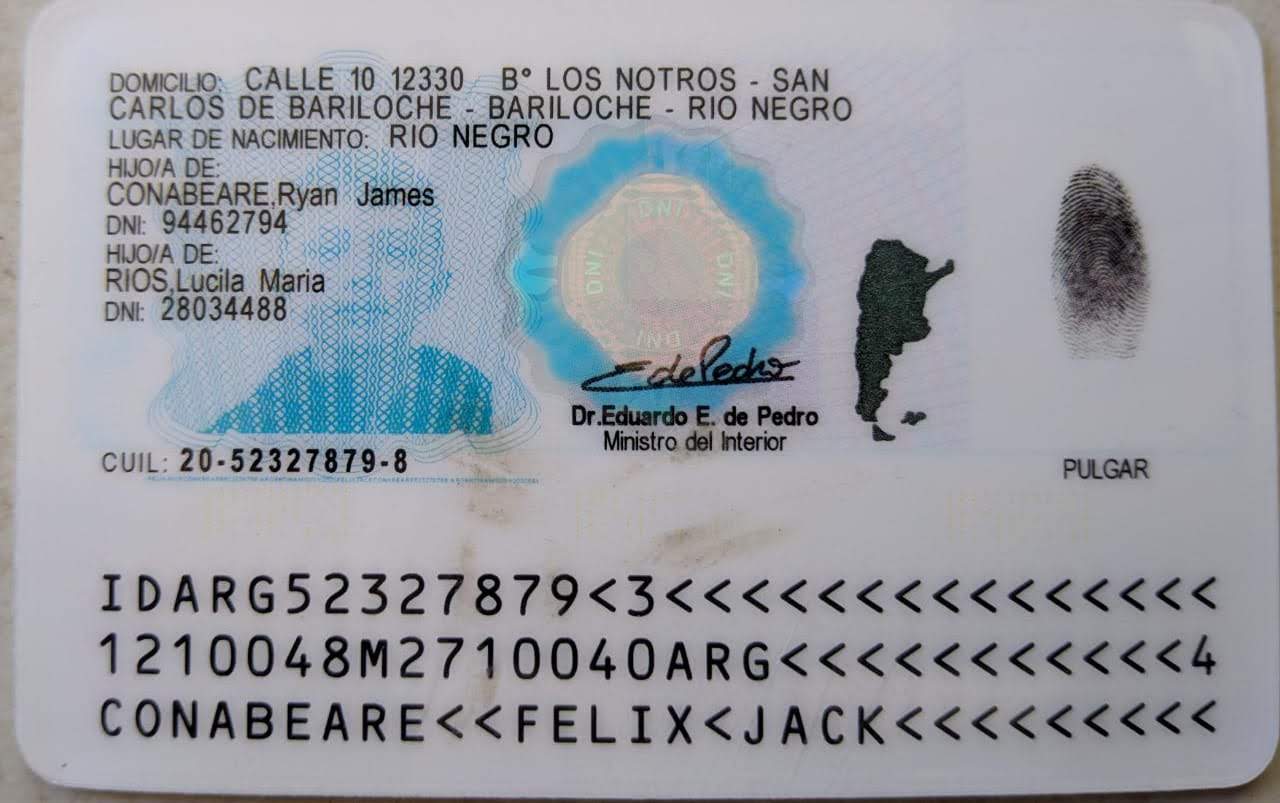 DOMICILIO: CALLE 10 12330 B° LOS NOTROS - SAN
CARLOS DE BARILOCHE - BARILOCHE - RIO NEGRO
LUGAR DE NACIMIENTO: RIO NEGRO
HIJO/A DE:
CONABEARE,Ryan James
DNI: 94462794
HIJO/A DE:
RIOS,Lucila Maria
DNI: 28034488
DNI
DNI
DNI
DNI
E de Pedro
Dr.Eduardo E. de Pedro
Ministro del Interior
CUIL: 20-52327879-8
PULGAR
IDARG52327879<3<<<<<<<<<<<<<<<
1210048M2710040ARG<<<<<<<<<<<4
CONABEARE<<FELIX<JACK<<<<<<<<<